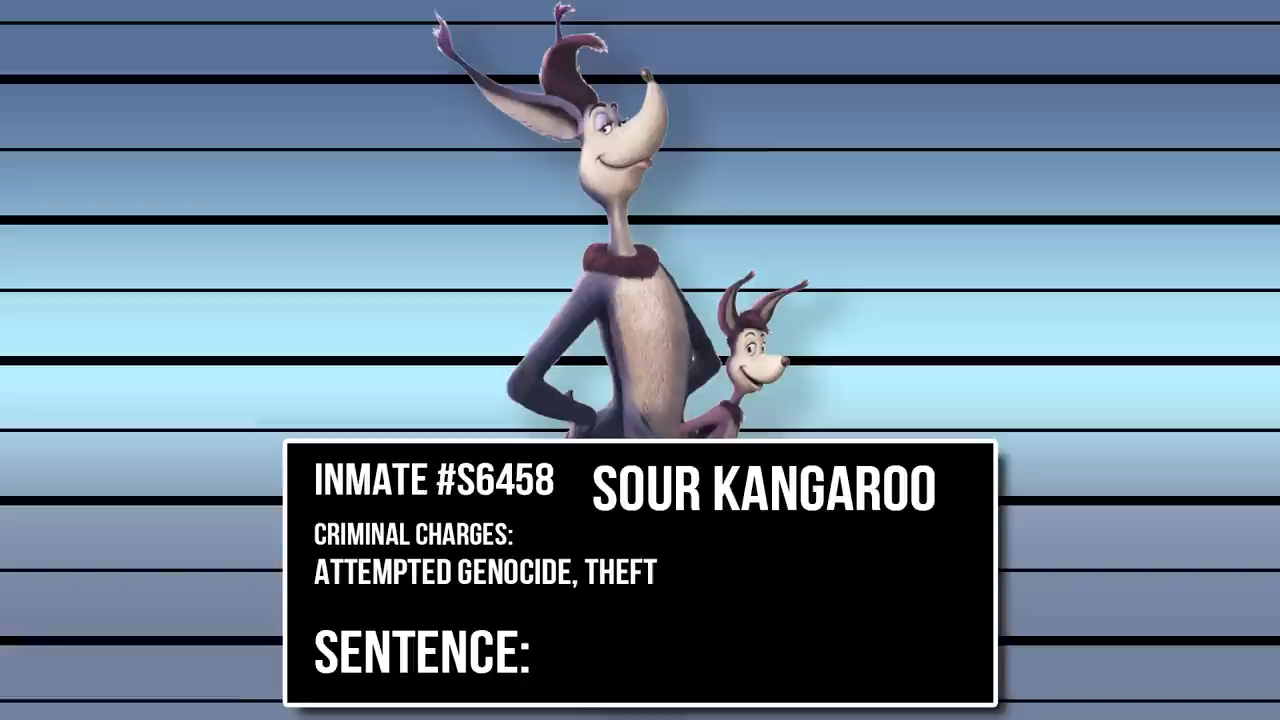 INMATE #S6458
SOUR KANGAROO
CRIMINAL CHARGES:
ATTEMPTED GENOCIDE, THEFT
SENTENCE: